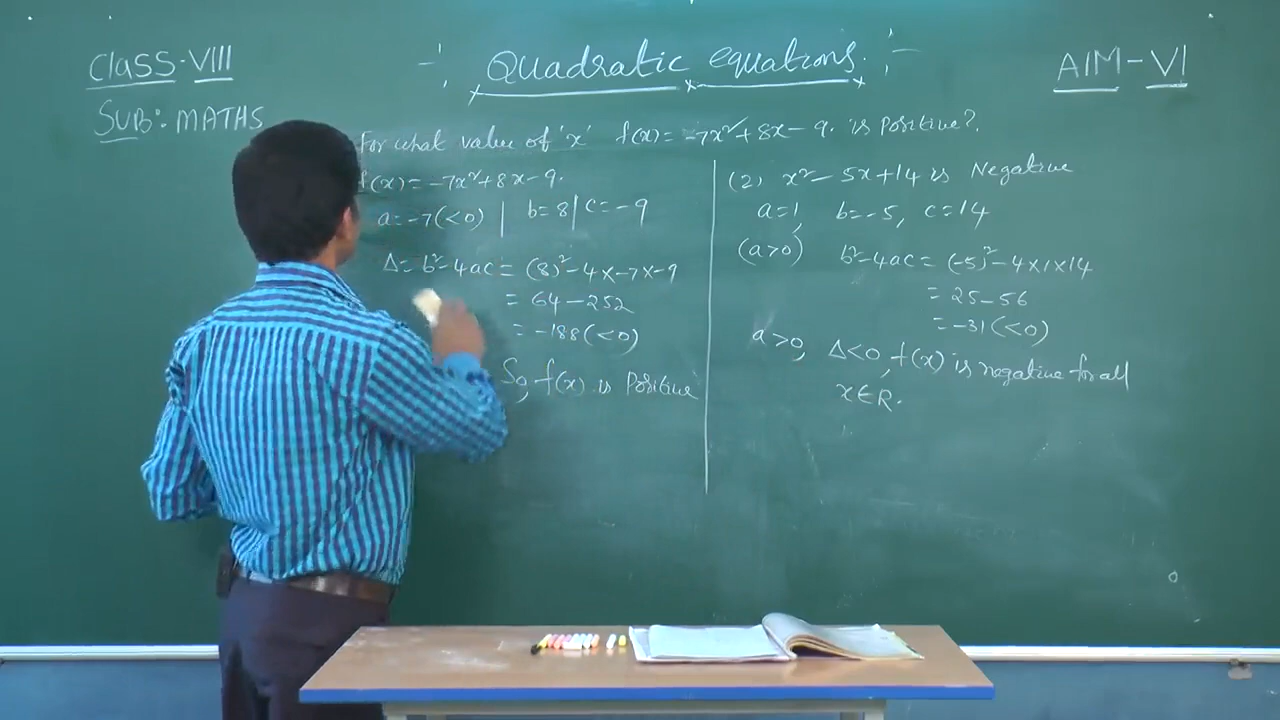 Class-VIII
Quadratic equations.
AIM-VI
SUB: MATHS
For what value of 'x' f(x)=-7x²+8x-9. is Positive?
f(x)=-7x²+8x-9.
a=-7(<0) | b=8 | c=-9
Δ=b²-4ac=(8)²-4x-7x-9
= 64-252
= -188(<0)
So, f(x) is Positive
(2) x²-5x+14 is Negative
a=1, b=-5, c=14
(a>0) b²-4ac=(-5)²-4x1x14
= 25-56
= -31(<0)
a>0, Δ<0, f(x) is negative for all
x∈R.